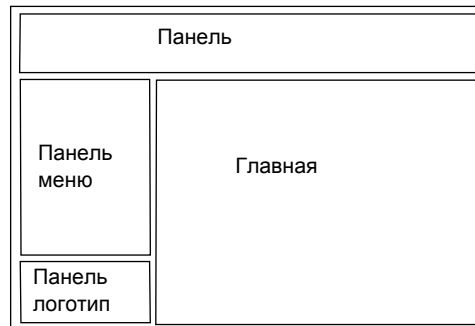 Панель
Панель
меню
Главная
Панель
логотип